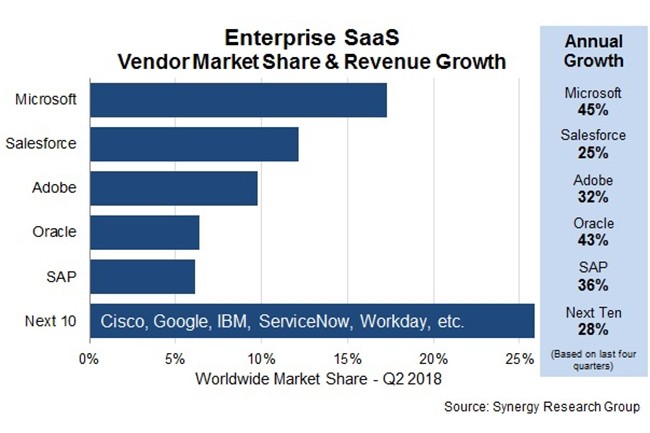 Enterprise SaaS
Vendor Market Share & Revenue Growth
Microsoft
Salesforce
Adobe
Oracle
SAP
Next 10
Cisco, Google, IBM, ServiceNow, Workday, etc.
0% 5% 10% 15% 20% 25%
Worldwide Market Share - Q2 2018
Annual
Growth
Microsoft
45%
Salesforce
25%
Adobe
32%
Oracle
43%
SAP
36%
Next Ten
28%
(Based on last four
quarters)
Source: Synergy Research Group